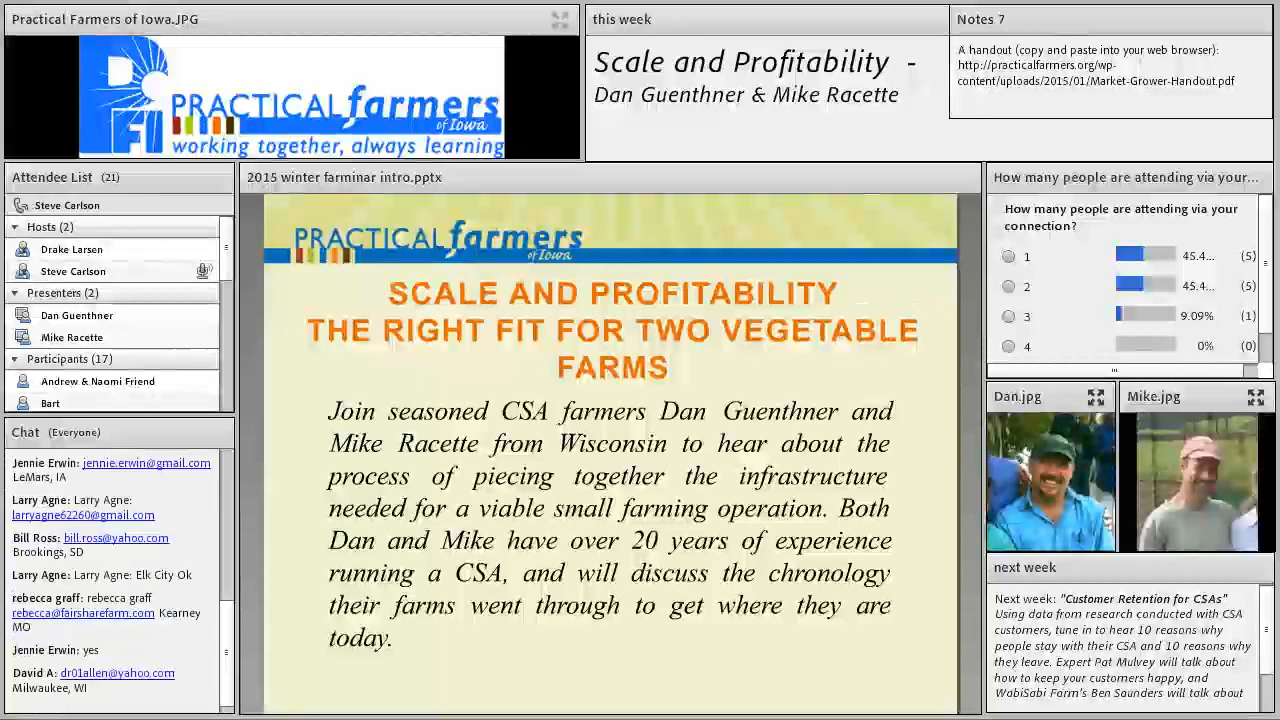 Practical Farmers of Iowa.JPG
PRACTICAL farmers
of Iowa
PFI
working together, always learning
this week
Scale and Profitability -
Dan Guenthner & Mike Racette
Notes 7
A handout (copy and paste into your web browser):
http://practicalfarmers.org/wp-
content/uploads/2015/01/Market-Grower-Handout.pdf
Attendee List (21)
Steve Carlson
Hosts (2)
Drake Larsen
Steve Carlson
Presenters (2)
Dan Guenthner
Mike Racette
Participants (17)
Andrew & Naomi Friend
Bart
Chat (Everyone)
Jennie Erwin: jennie.erwin@gmail.com
LeMars, IA
Larry Agne: Larry Agne:
larryagne62260@gmail.com
Bill Ross: bill.ross@yahoo.com
Brookings, SD
Larry Agne: Larry Agne: Elk City Ok
rebecca graff: rebecca graff
rebecca@fairsharefarm.com Kearney
MO
Jennie Erwin: yes
David A: dr01allen@yahoo.com
Milwaukee, WI
2015 winter farminar intro.pptx
PRACTICAL farmers
of Iowa
SCALE AND PROFITABILITY
THE RIGHT FIT FOR TWO VEGETABLE
FARMS
Join seasoned CSA farmers Dan Guenthner and
Mike Racette from Wisconsin to hear about the
process of piecing together the infrastructure
needed for a viable small farming operation. Both
Dan and Mike have over 20 years of experience
running a CSA, and will discuss the chronology
their farms went through to get where they are
today.
How many people are attending via your...
How many people are attending via your
connection?
1 45.4... (5)
2 45.4... (5)
3 9.09% (1)
4 0% (0)
Dan.jpg
Mike.jpg
next week
Next week: "Customer Retention for CSAs"
Using data from research conducted with CSA
customers, tune in to hear 10 reasons why
people stay with their CSA and 10 reasons why
they leave. Expert Pat Mulvey will talk about
how to keep your customers happy, and
WabiSabi Farm's Ben Saunders will talk about